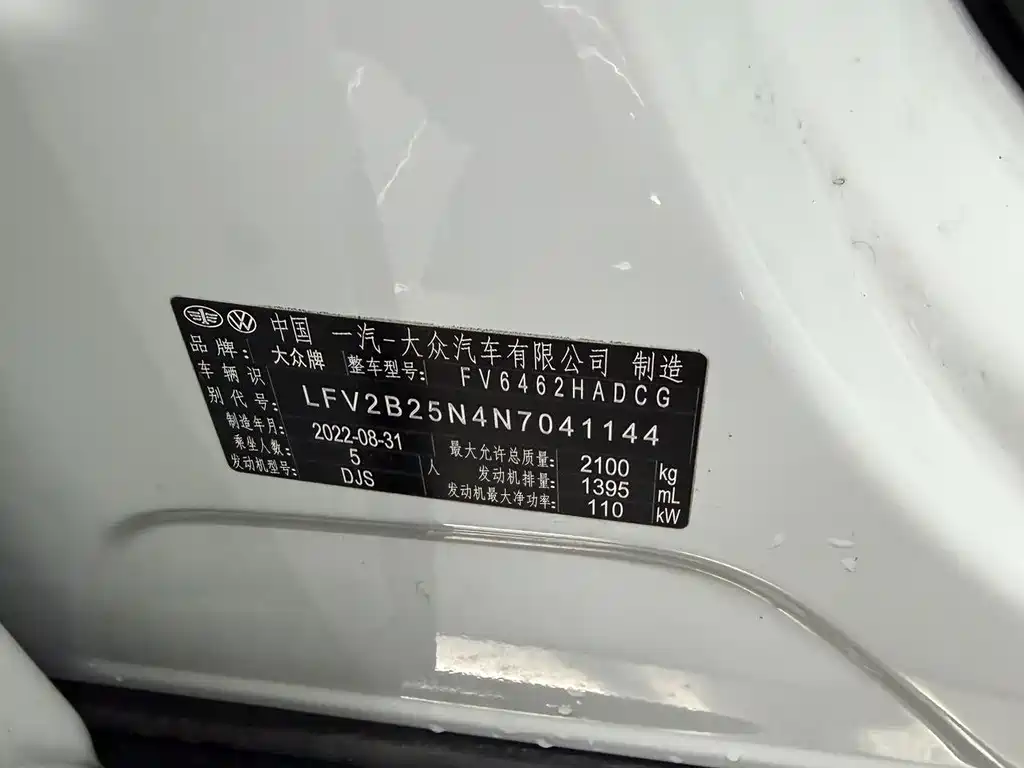 中国 一汽-大众汽车有限公司 制造
品牌: 大众牌 整车型号: FV6462HADCG
车辆识别代号: LFV2B25N4N7041144
制造年月: 2022-08-31 最大允许总质量: 2100 kg
乘坐人数: 5 人 发动机排量: 1395 mL
发动机型号: DJS 发动机最大净功率: 110 kW